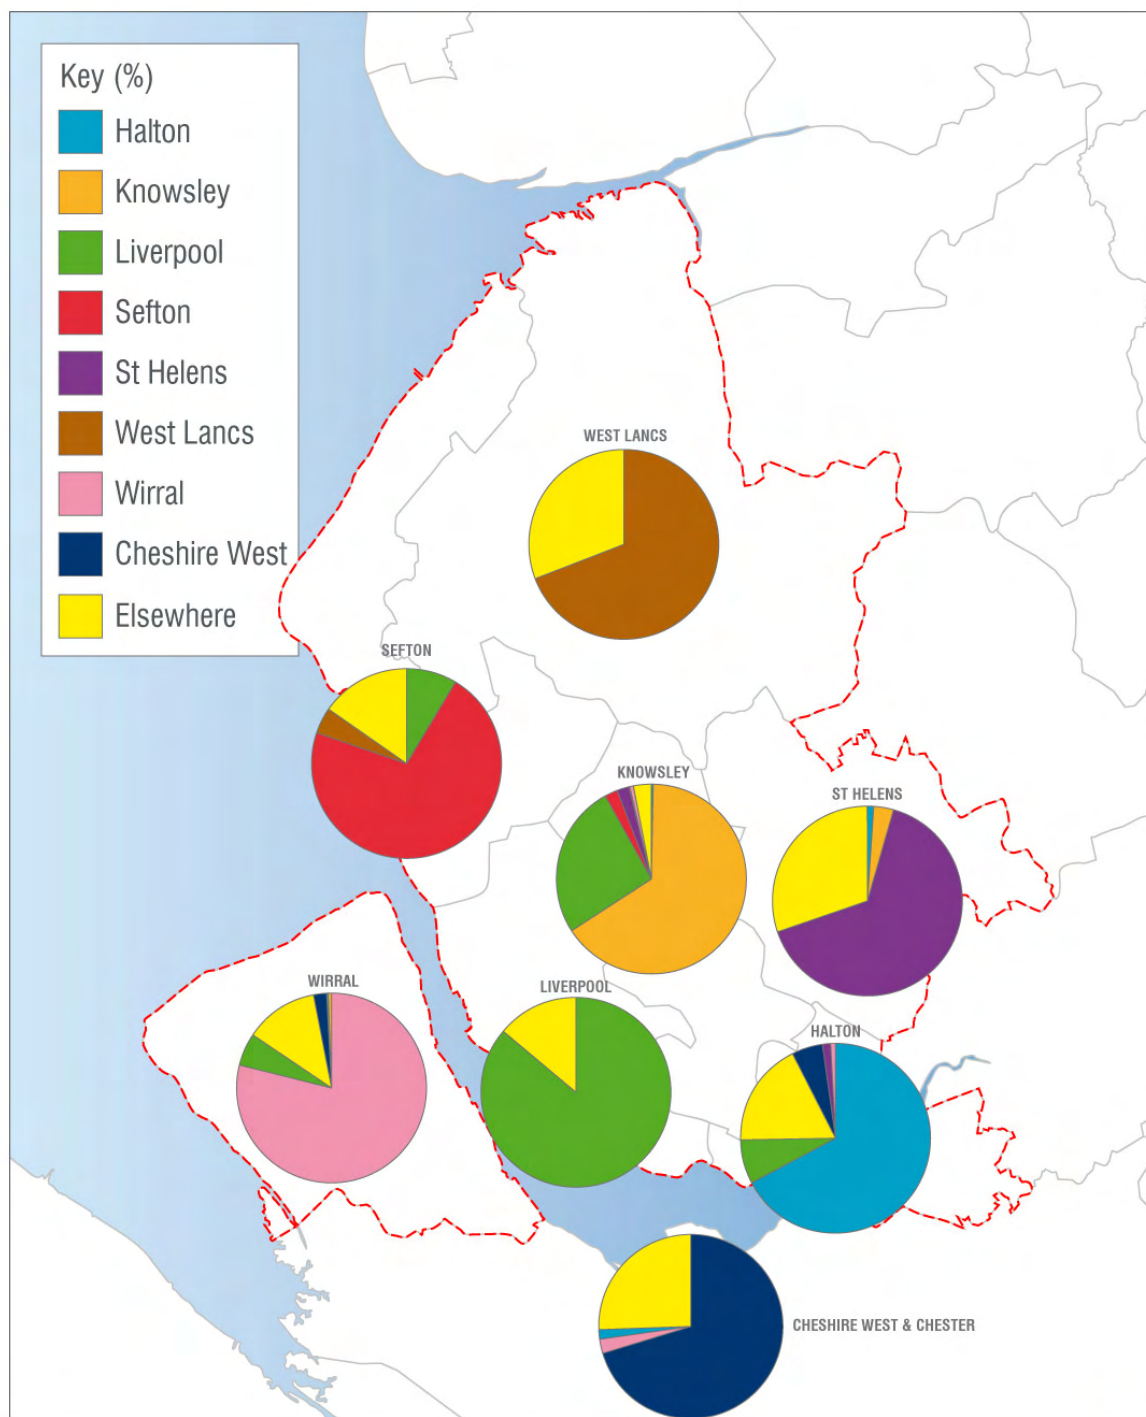 Key (%)
Halton
Knowsley
Liverpool
Sefton
St Helens
West Lancs
Wirral
Cheshire West
Elsewhere
WEST LANCS
SEFTON
KNOWSLEY
ST HELENS
WIRRAL
LIVERPOOL
HALTON
CHESHIRE WEST & CHESTER